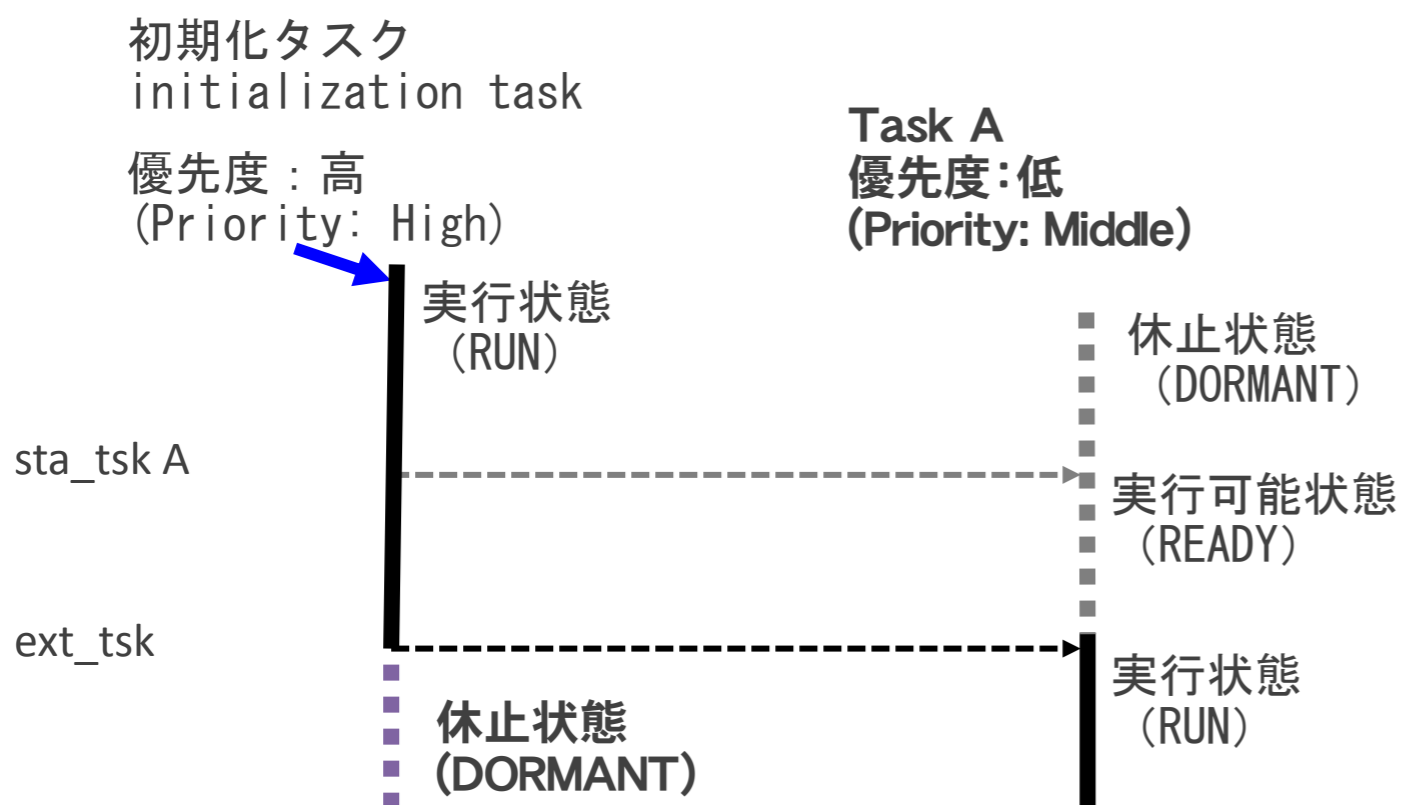 初期化タスク
initialization task
優先度：高
(Priority: High)
Task A
優先度：低
(Priority: Middle)
実行状態
（RUN）
休止状態
（DORMANT）
sta_tsk A
実行可能状態
（READY）
ext_tsk
実行状態
（RUN）
休止状態
(DORMANT)